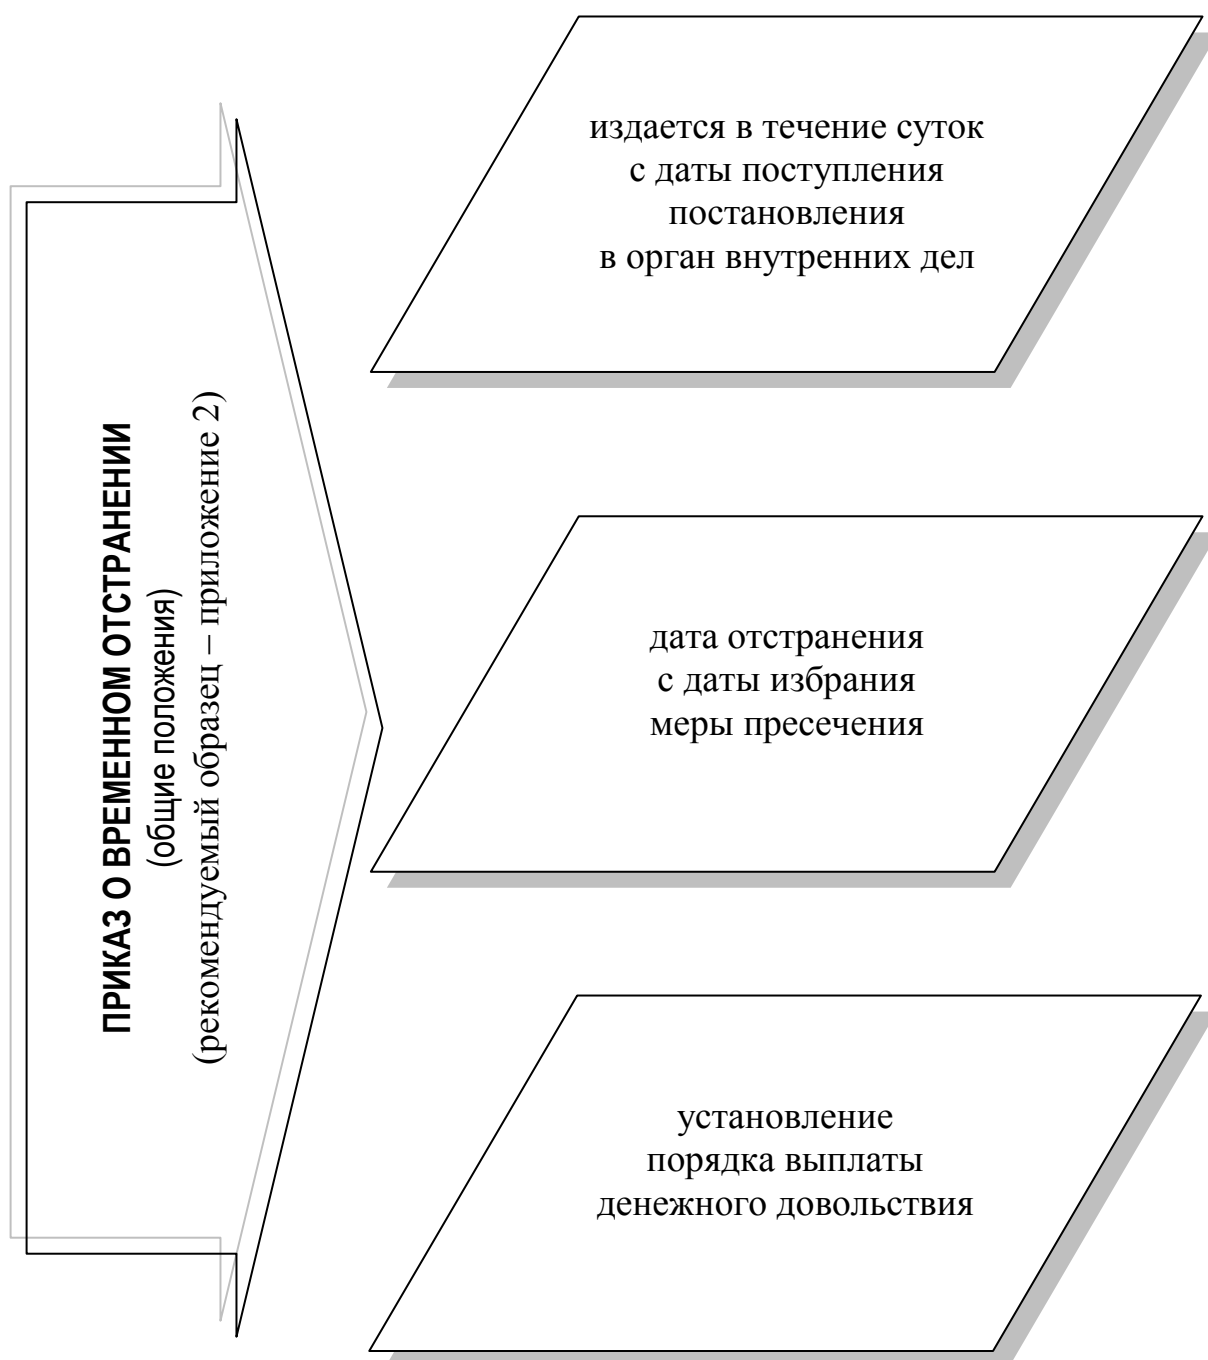 ПРИКАЗ О ВРЕМЕННОМ ОТСТРАНЕНИИ
(общие положения)
(рекомендуемый образец – приложение 2)
издается в течение суток
с даты поступления
постановления
в орган внутренних дел
дата отстранения
с даты избрания
меры пресечения
установление
порядка выплаты
денежного довольствия